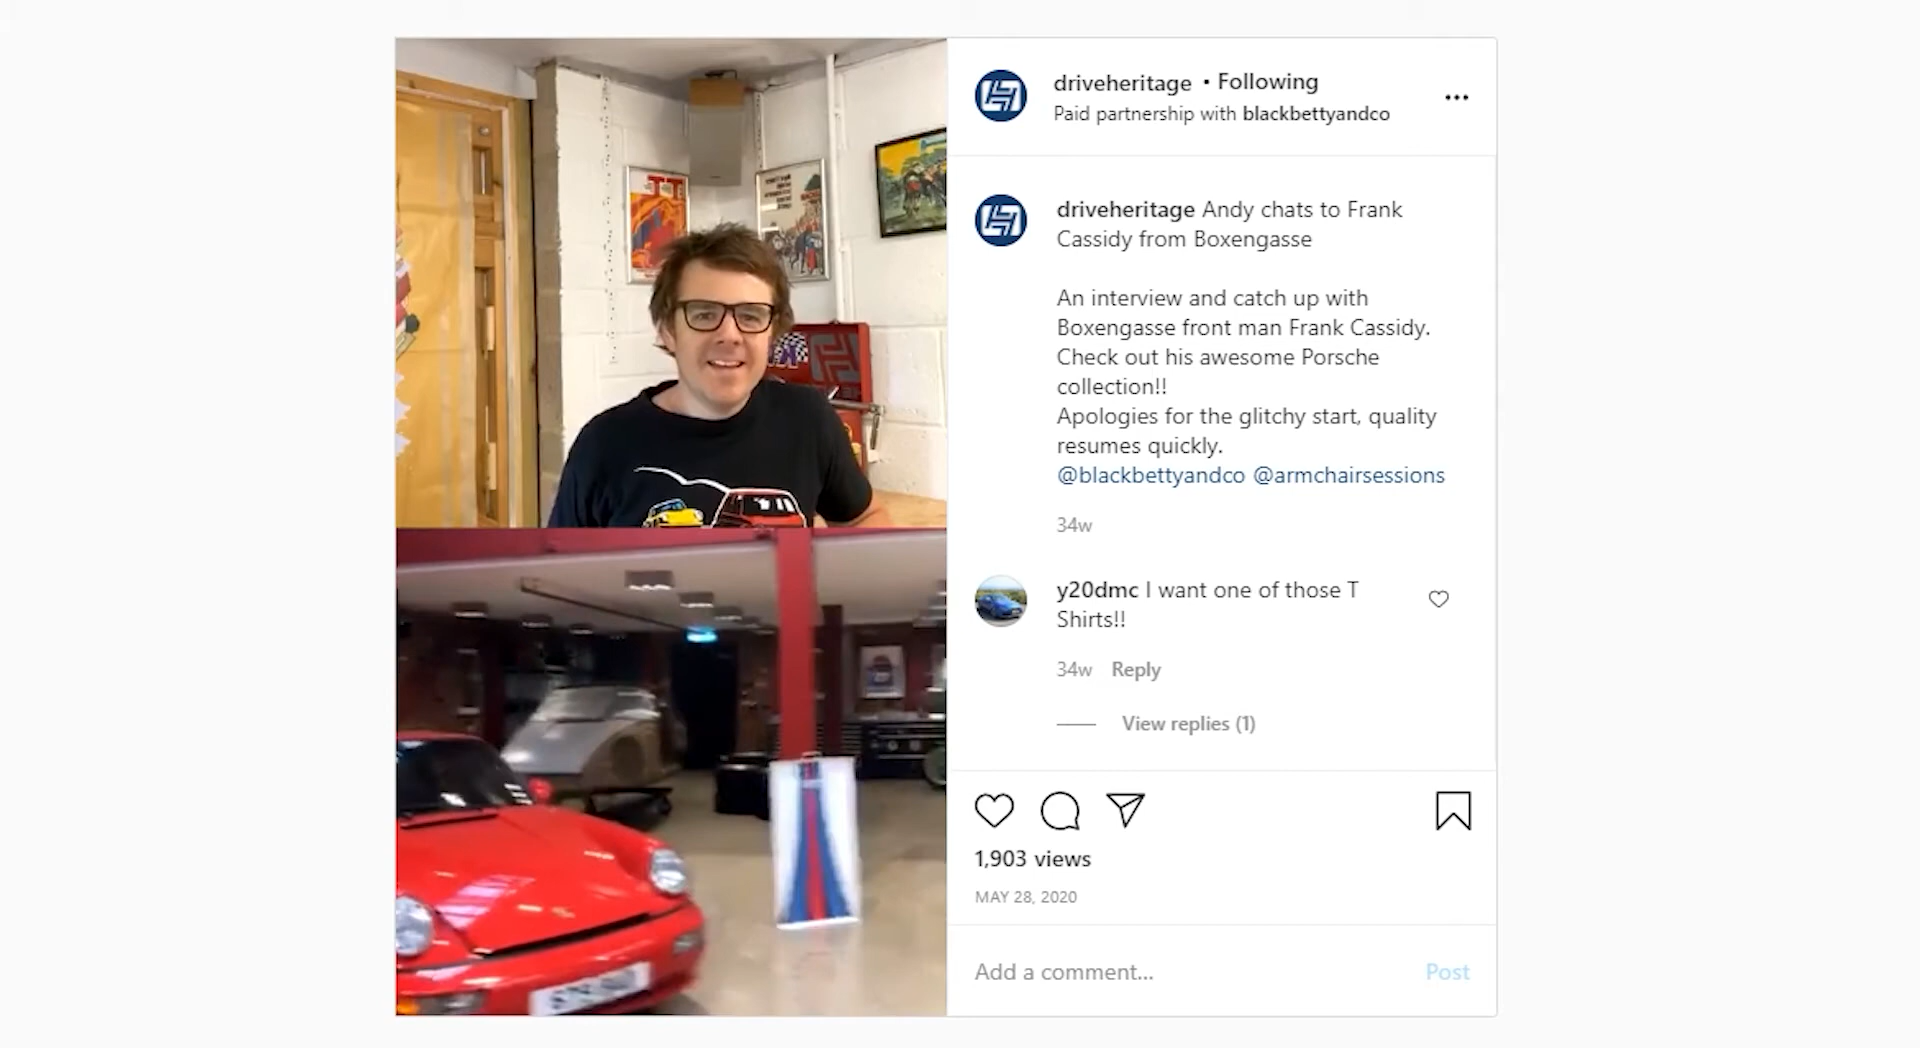 driveheritage • Following
Paid partnership with blackbettyandco
driveheritage Andy chats to Frank
Cassidy from Boxengasse
An interview and catch up with
Boxengasse front man Frank Cassidy.
Check out his awesome Porsche
collection!!
Apologies for the glitchy start, quality
resumes quickly.
@blackbettyandco @armchairsessions
34w
y20dmc I want one of those T
Shirts!!
34w Reply
View replies (1)
1,903 views
MAY 28, 2020
Add a comment... Post
TT